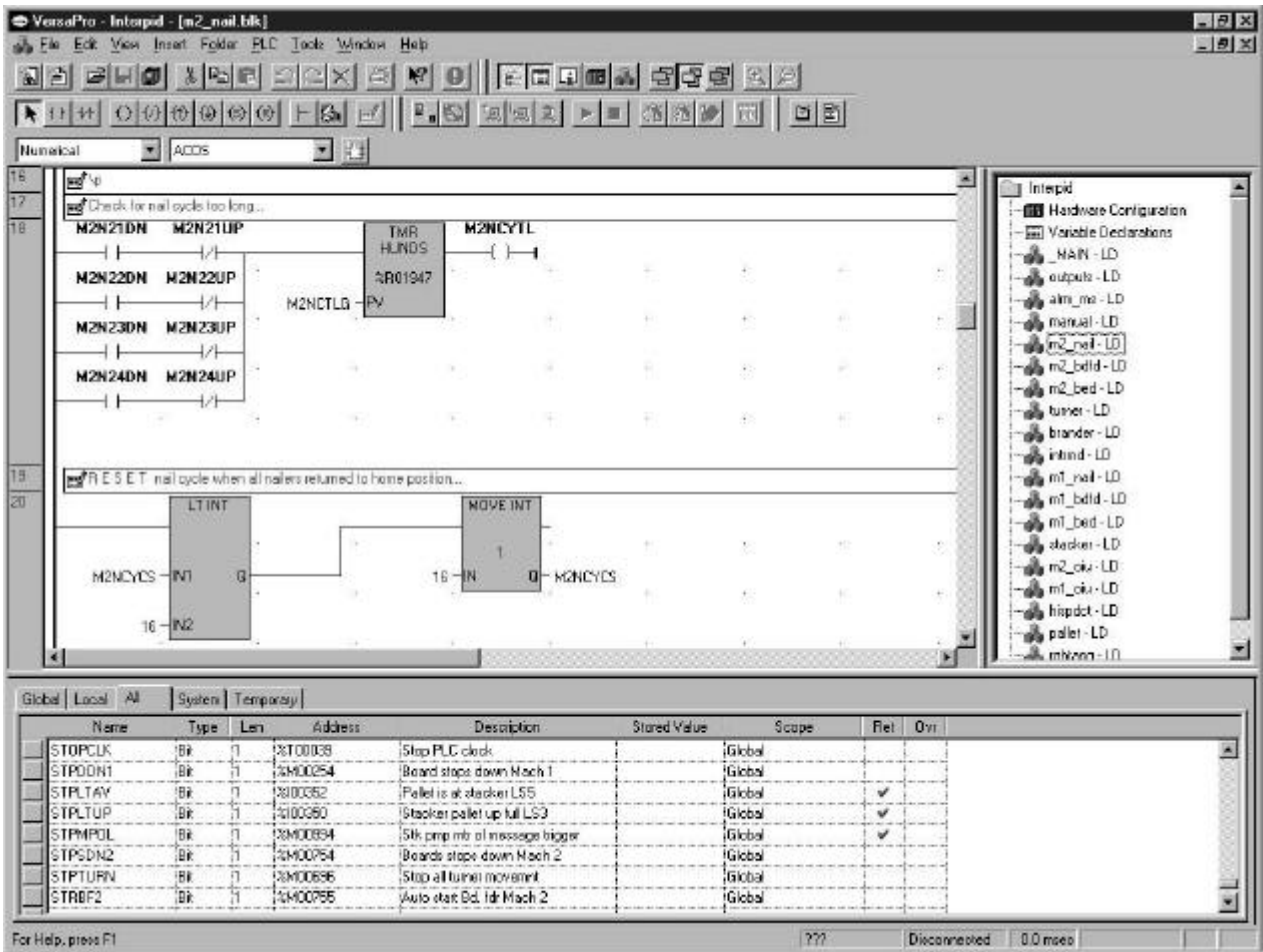 VersaPro - Interpid - [m2_nail.blk]
File Edit View Insert Folder PLC Tools Window Help
Numerical ACOS
16 \p
17 Check for nail cycle too long...
18 M2N21DN M2N21UP TMR M2NCYTL
HUNDS
M2N22DN M2N22UP %R01947
M2NCTLG PV
M2N23DN M2N23UP
M2N24DN M2N24UP
19 R E S E T nail cycle when all nailers returned to home position...
20 LT INT MOVE INT
1
M2NCYCS IN1 Q 16 IN Q M2NCYCS
16 IN2
Interpid
Hardware Configuration
Variable Declarations
_MAIN - LD
outputs - LD
manual - LD
m2_nail - LD
m2_bdfd - LD
m2_bed - LD
turner - LD
brander - LD
m1_nail - LD
m1_bdfd - LD
m1_bed - LD
stacker - LD
m2_oiu - LD
m1_oiu - LD
hispdct - LD
pallet - LD
Global Local All System Temporary
Name Type Len Address Description Stored Value Scope Ret Ovr
STOPCLK Bit 1 %T00039 Stop PLC clock Global
STPDDN1 Bit 1 %M00254 Board stops down Mach 1 Global
STPLTAV Bit 1 %I00352 Pallet is at stacker LS5 Global
STPLTUP Bit 1 %I00350 Stacker pallet up full LS3 Global
STPMPOL Bit 1 %M00994 Stk pmp mtr ol message trigger Global
STPSDN2 Bit 1 %M00754 Boards stops down Mach 2 Global
STPTURN Bit 1 %M00696 Stop all turner movemnt Global
STRBF2 Bit 1 %M00755 Auto start Bd. fdr Mach 2 Global
For Help, press F1 ??? Disconnected 0.0 msec